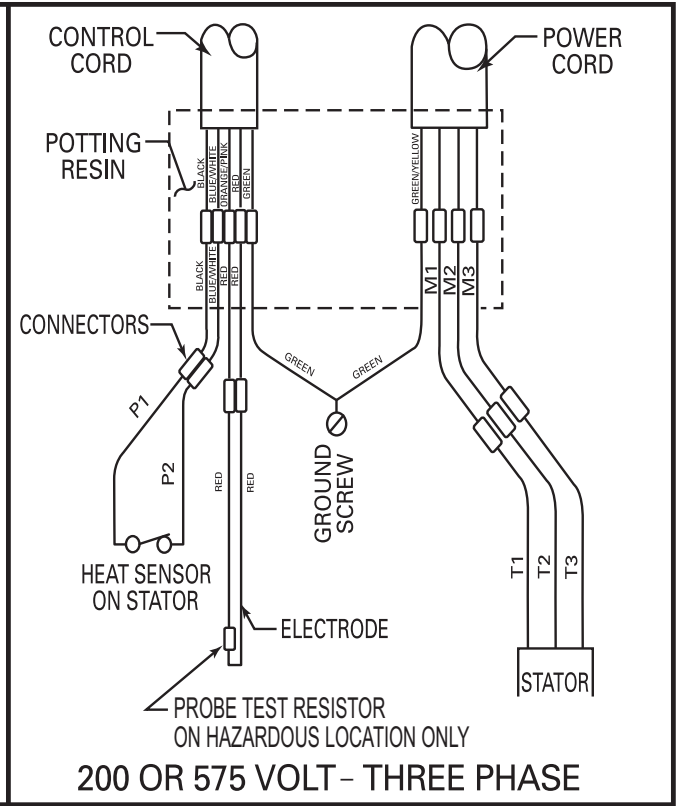 CONTROL
CORD
POWER
CORD
POTTING
RESIN
BLACK
BLUE/WHITE
ORANGE/PINK
RED
GREEN
GREEN/YELLOW
BLACK
BLUE/WHITE
RED
RED
M1
M2
M3
CONNECTORS
GREEN
GREEN
P1
P2
RED
RED
GROUND
SCREW
HEAT SENSOR
ON STATOR
T1
T2
T3
ELECTRODE
STATOR
PROBE TEST RESISTOR
ON HAZARDOUS LOCATION ONLY
200 OR 575 VOLT – THREE PHASE